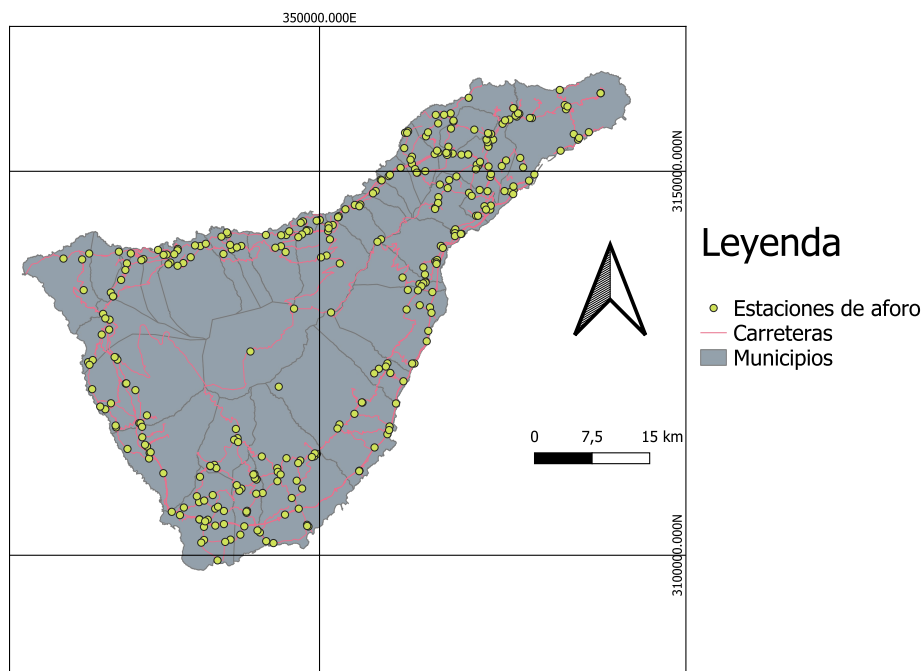 350000.000E
3150000.000N
Leyenda
Estaciones de aforo
Carreteras
Municipios
0 7,5 15 km
3100000.000N